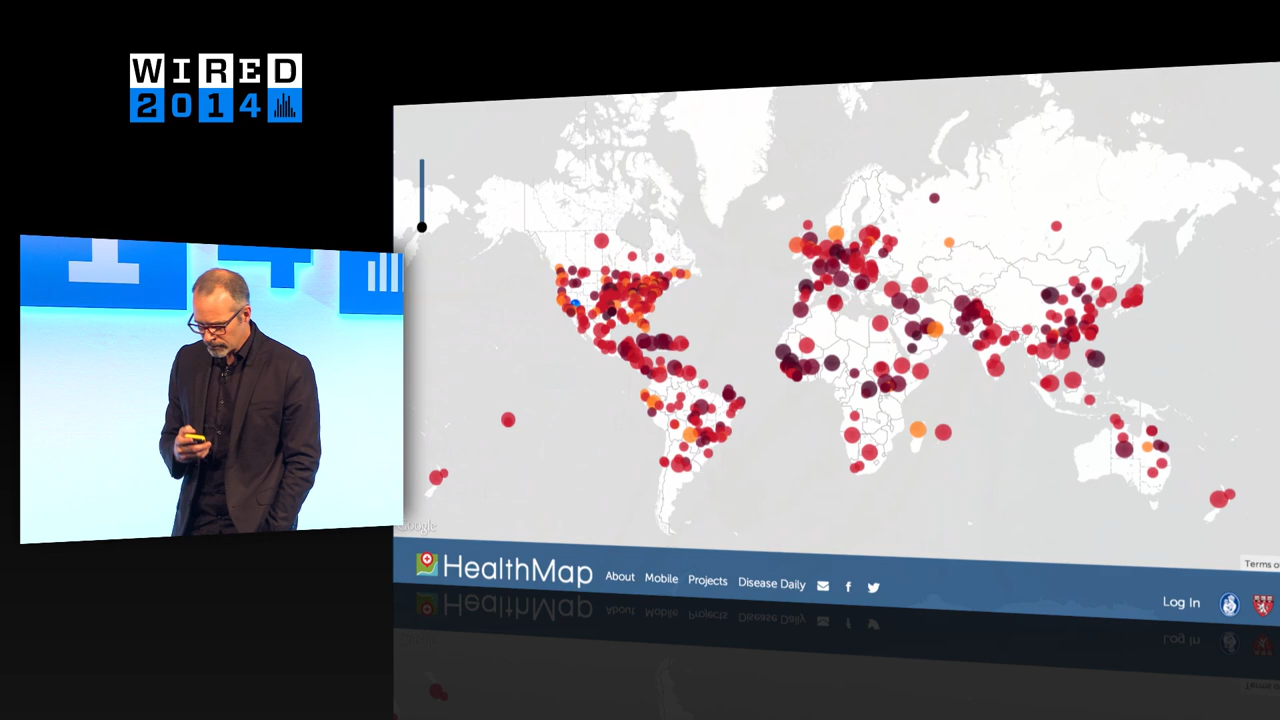 WIRED
2014
Google
HealthMap
About Mobile Projects Disease Daily
Terms o
Log In